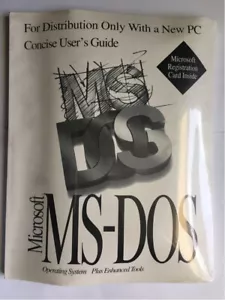 For Distribution Only With a New PC
Concise User's Guide
Microsoft
Registration
Card Inside
MS
DOS
Microsoft
MS-DOS
Operating System Plus Enhanced Tools